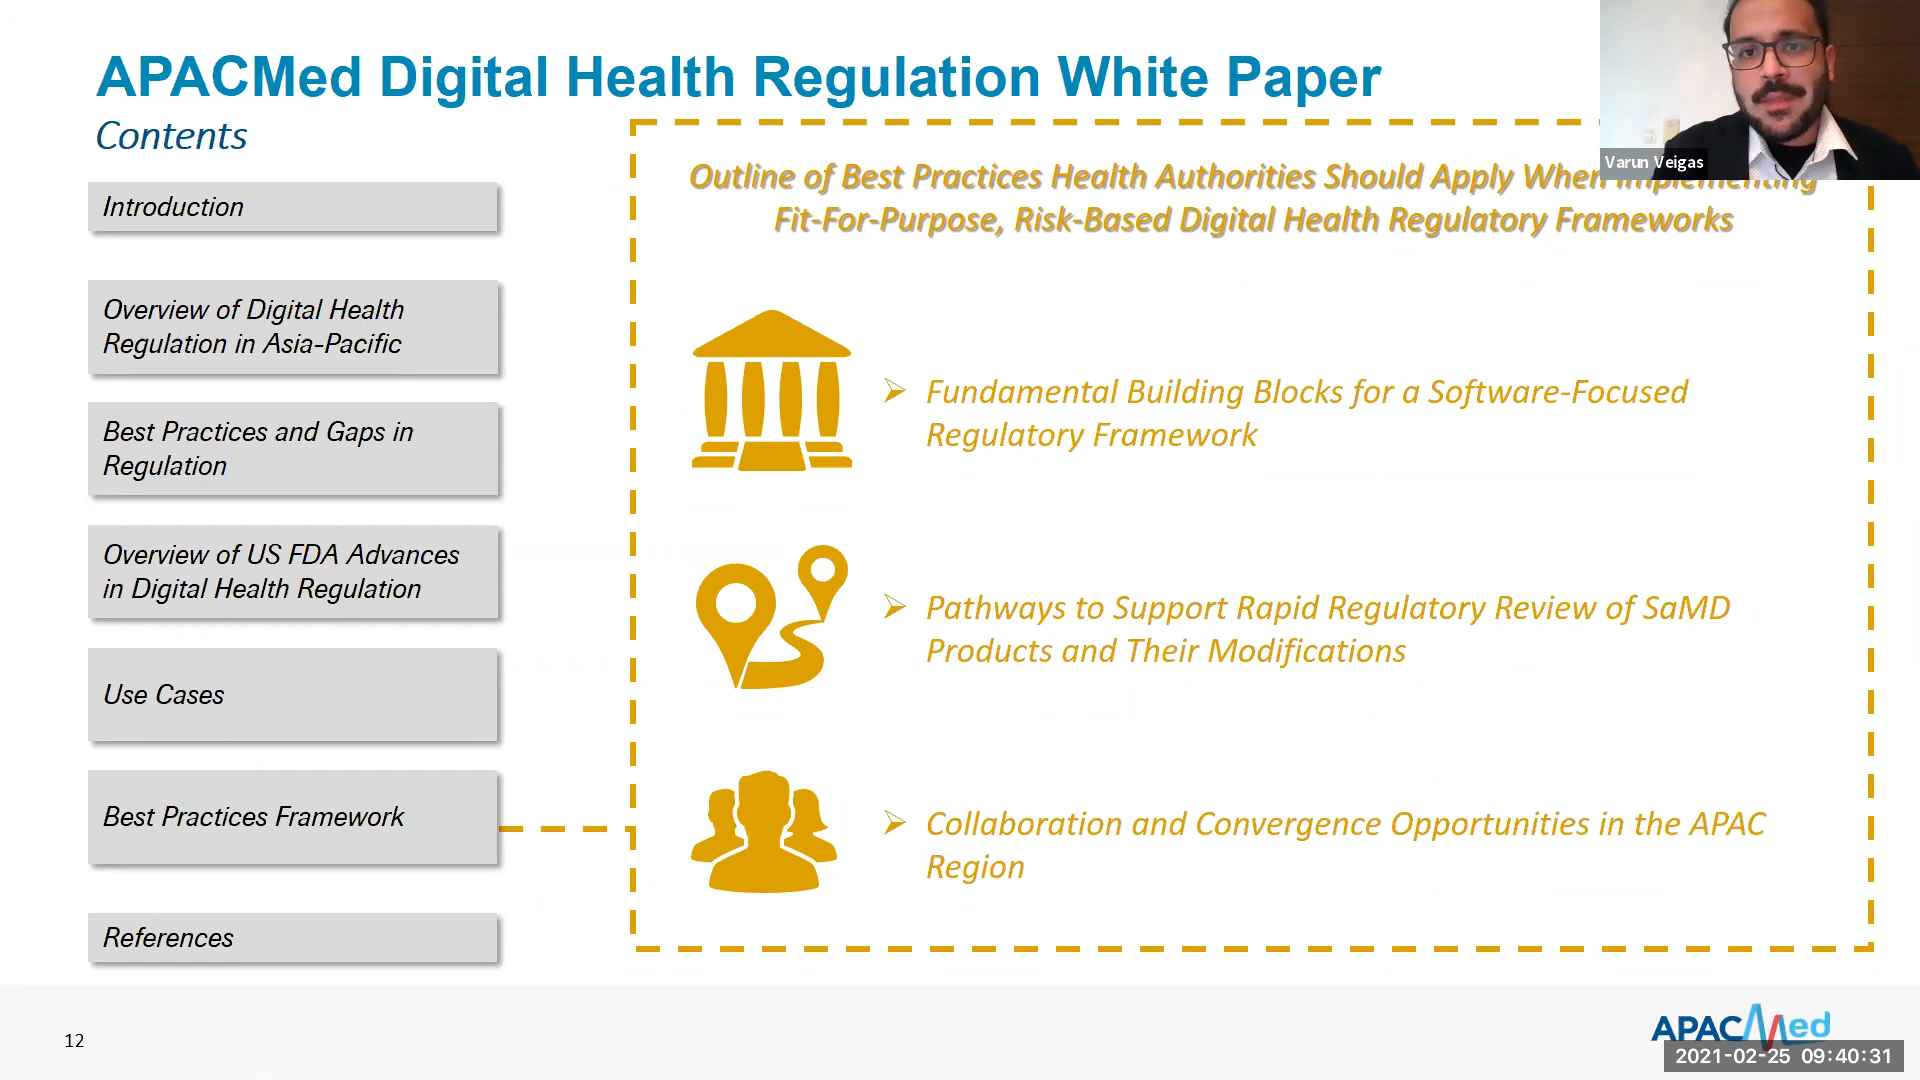 APACMed Digital Health Regulation White Paper
Contents
Varun Veigas
Introduction
Overview of Digital Health
Regulation in Asia-Pacific
Best Practices and Gaps in
Regulation
Overview of US FDA Advances
in Digital Health Regulation
Use Cases
Best Practices Framework
References
Outline of Best Practices Health Authorities Should Apply When Implementing
Fit-For-Purpose, Risk-Based Digital Health Regulatory Frameworks
Fundamental Building Blocks for a Software-Focused
Regulatory Framework
Pathways to Support Rapid Regulatory Review of SaMD
Products and Their Modifications
Collaboration and Convergence Opportunities in the APAC
Region
12
APACMed
2021-02-25 09:40:31